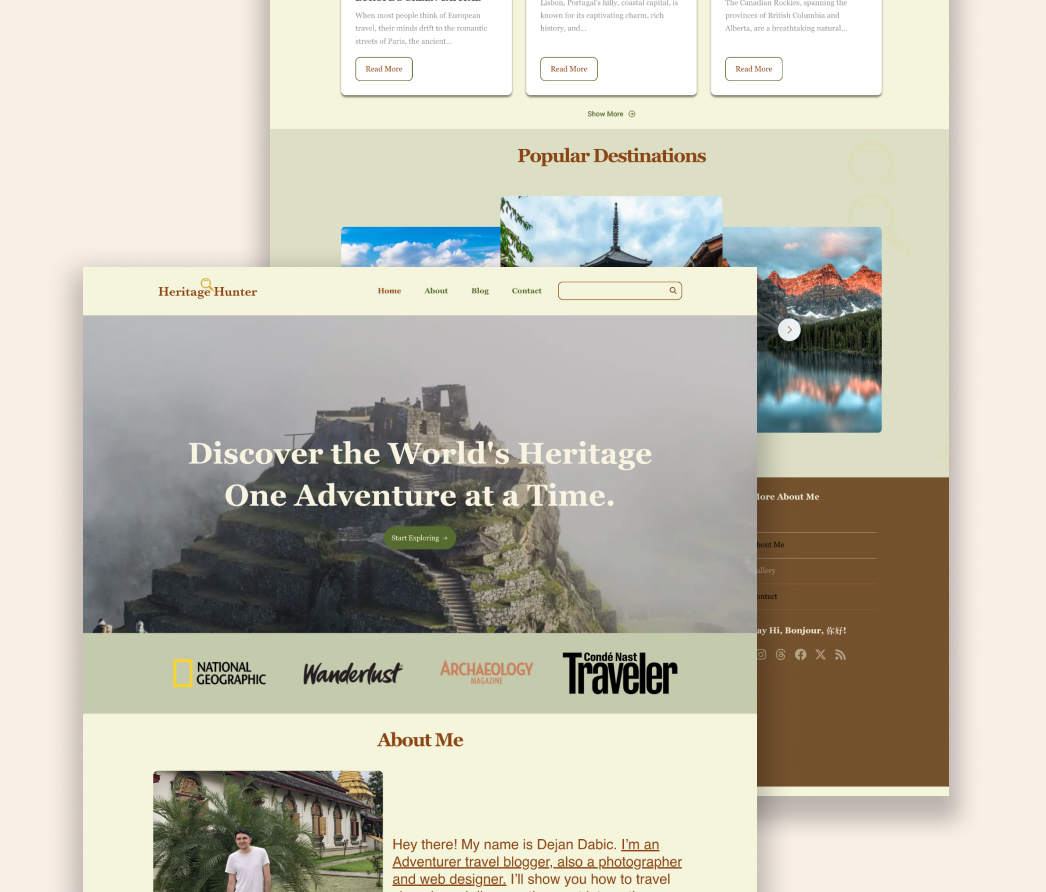 When most people think of European
travel, their minds drift to the romantic
streets of Paris, the ancient...
Read More
Lisbon, Portugal's hilly, coastal capital, is
known for its captivating charm, rich
history, and...
Read More
The Canadian Rockies, spanning the
provinces of British Columbia and
Alberta, are a breathtaking natural...
Read More
Show More
Popular Destinations
Heritage Hunter
Home
About
Blog
Contact
Discover the World's Heritage
One Adventure at a Time.
Start Exploring →
NATIONAL
GEOGRAPHIC
Wanderlust
ARCHAEOLOGY
MAGAZINE
Condé Nast
Traveler
About Me
Hey there! My name is Dejan Dabic. I'm an
Adventurer travel blogger, also a photographer
and web designer. I'll show you how to travel
More About Me
About Me
Gallery
Contact
Say Hi, Bonjour, 你好!